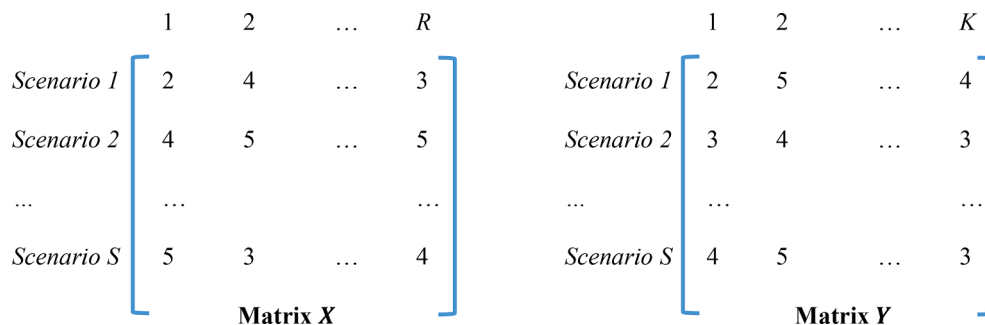 1 2 … R 1 2 … K
Scenario 1 2 4 … 3 Scenario 1 2 5 … 4
Scenario 2 4 5 … 5 Scenario 2 3 4 … 3
… … … … … …
Scenario S 5 3 … 4 Scenario S 4 5 … 3
Matrix X Matrix Y